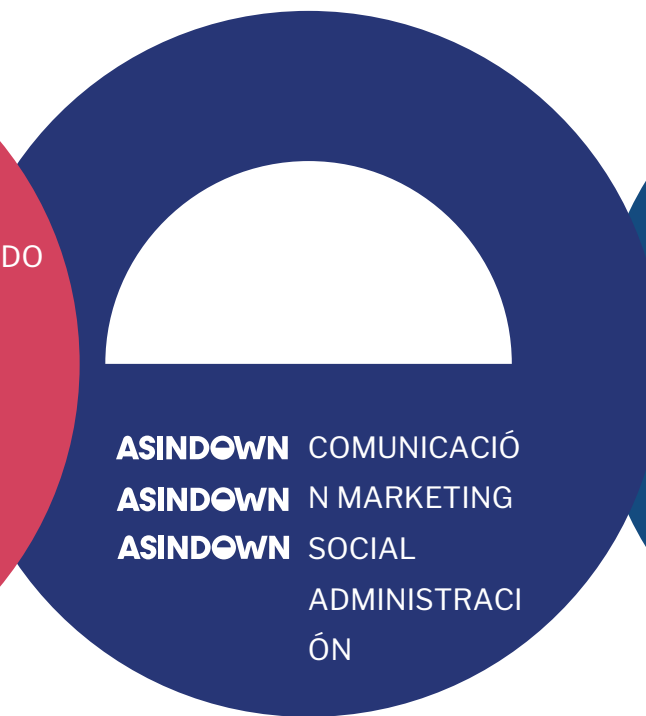 DO
ASINDOWN COMUNICACIÓ
ASINDOWN N MARKETING
ASINDOWN SOCIAL
ADMINISTRACI
ÓN